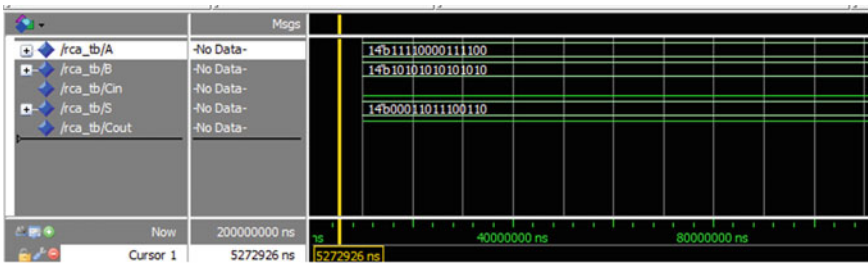 Msgs
/rca_tb/A -No Data- 14'b11110000111100
/rca_tb/B -No Data- 14'b10101010101010
/rca_tb/Cin -No Data-
/rca_tb/S -No Data- 14'b00011011100110
/rca_tb/Cout -No Data-
Now 200000000 ns ns 40000000 ns 80000000 ns
Cursor 1 5272926 ns 5272926 ns